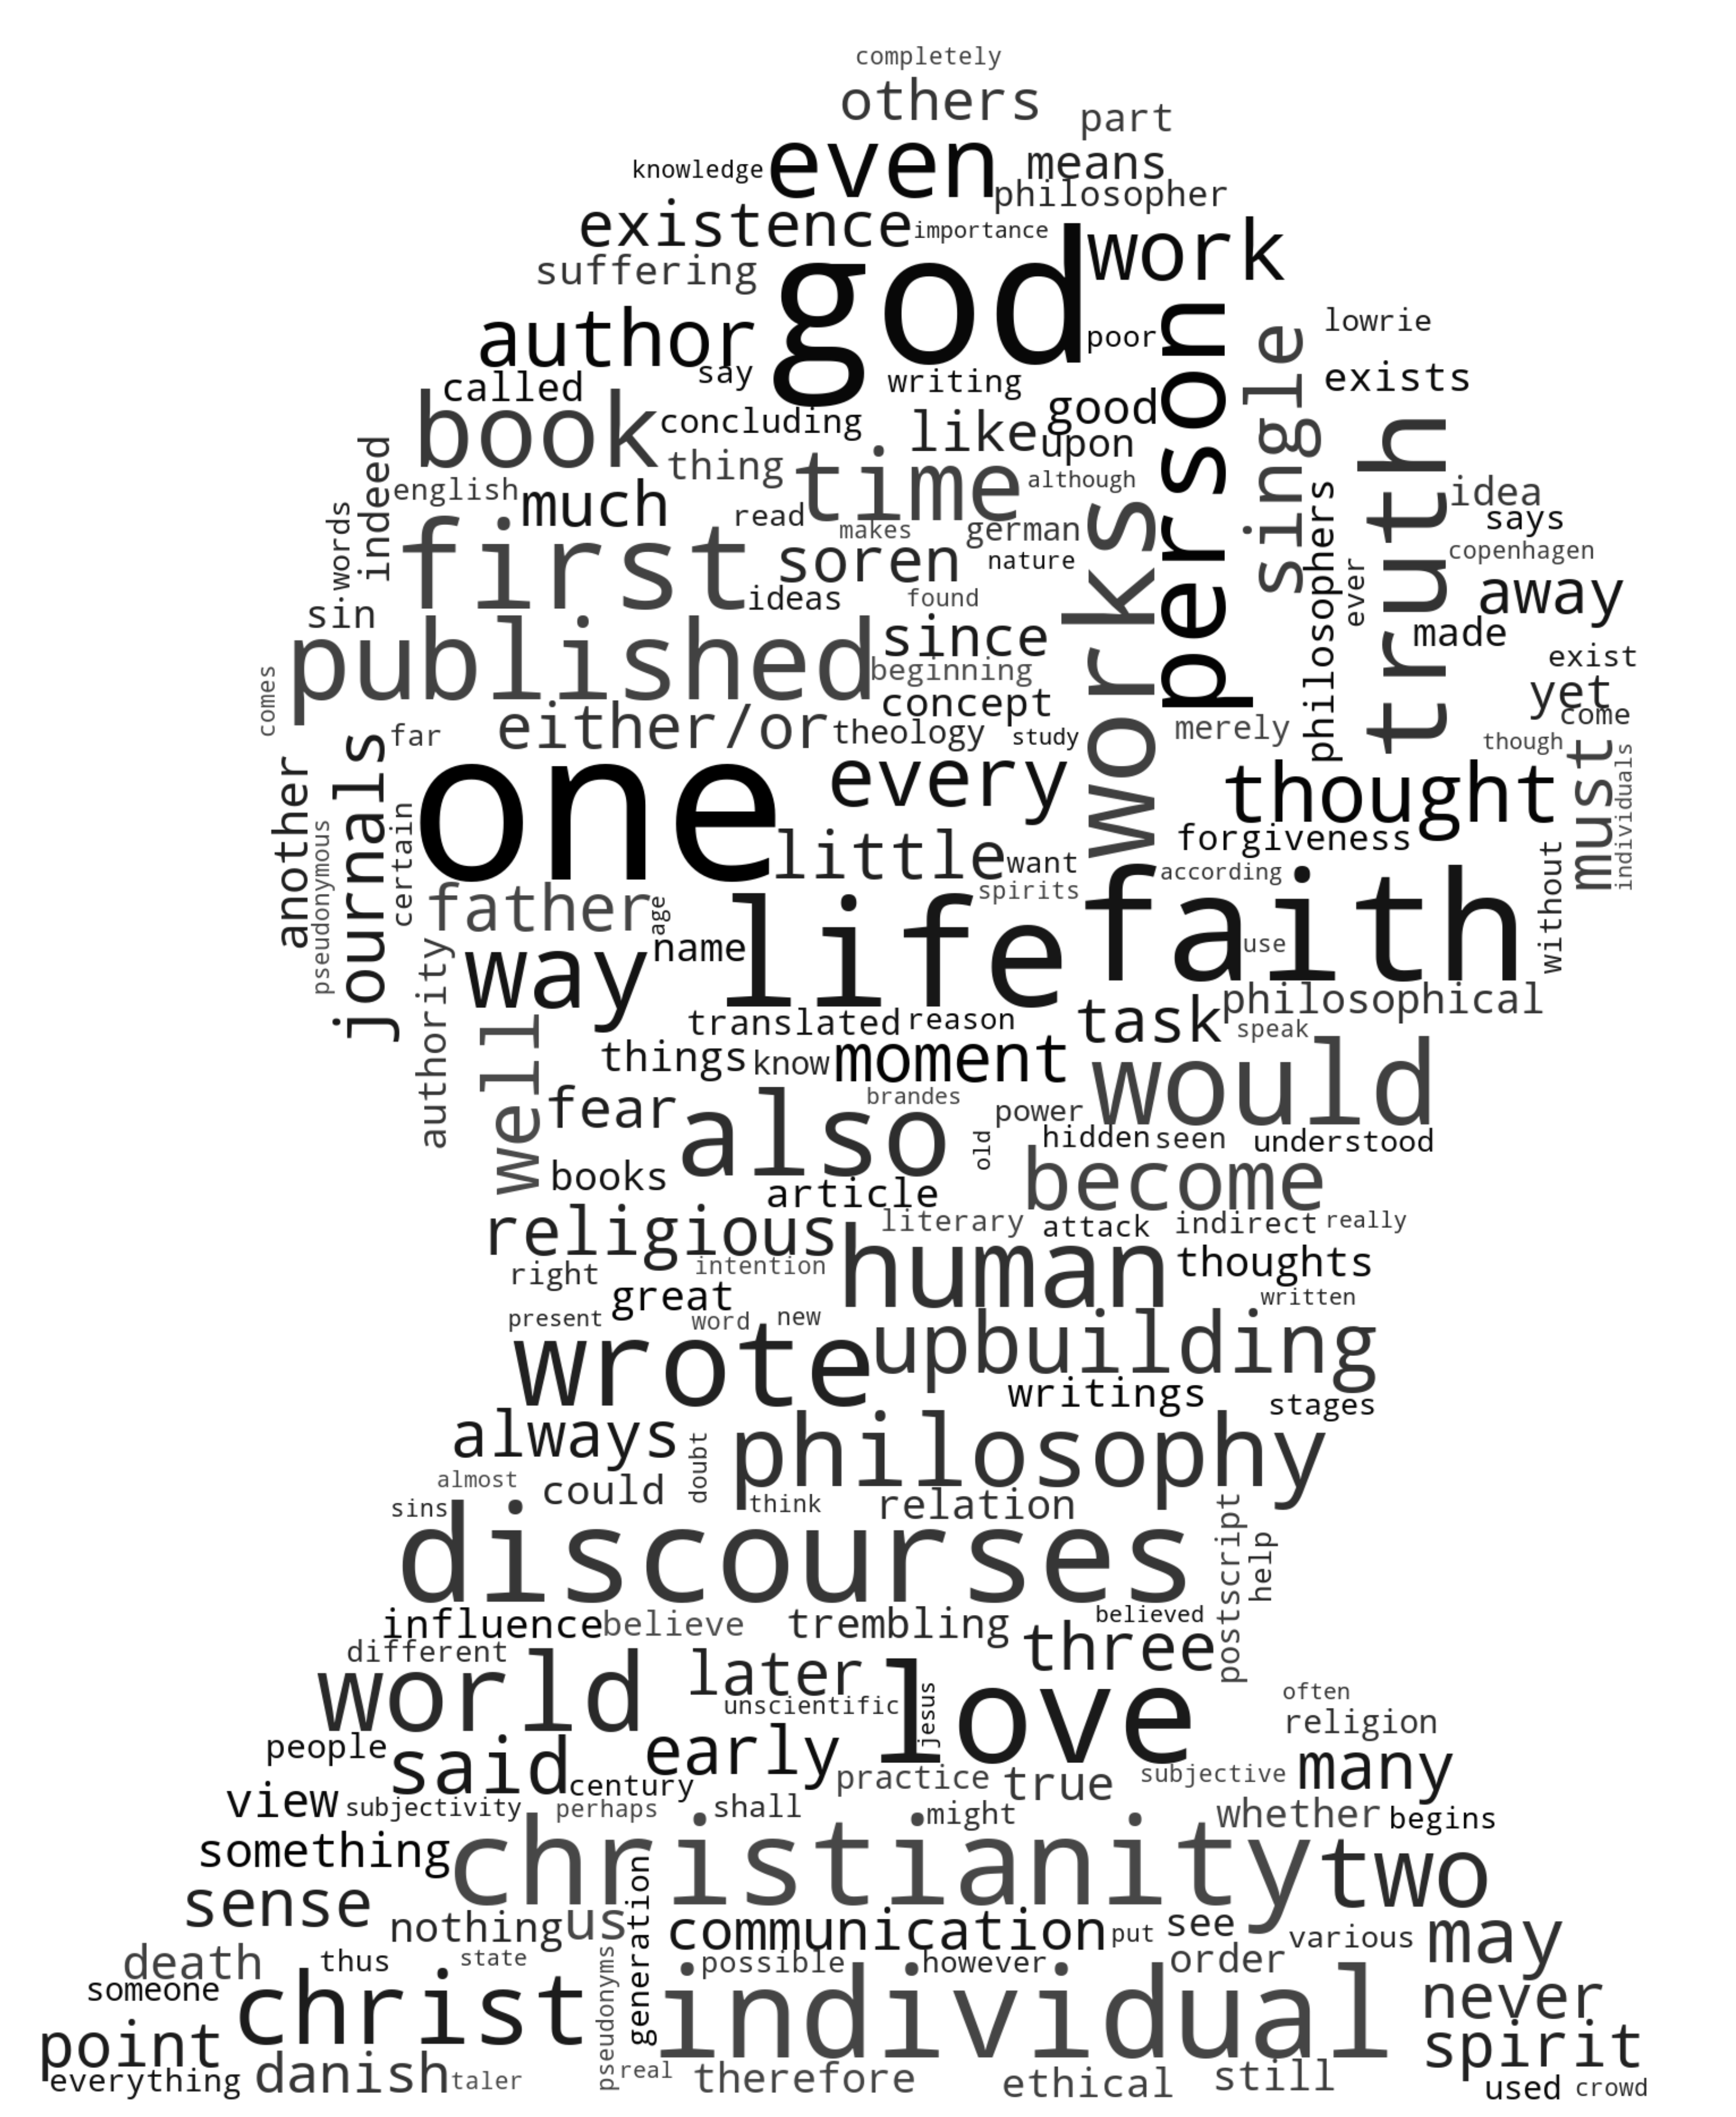 completely
others part
knowledge even means
philosopher
existence importance work
suffering god
author poor person single lowrie
say
called writing exists
book concluding like good upon
thing time although truth
indeed english much read idea
words makes german works philosophers says
first soren nature copenhagen
ideas found ever away
sin since made
published beginning exist
comes concept yet
either/or theology study merely come
far though
journals one every thought must individuals
another certain little want forgiveness
pseudonymous father age spirits according without
way name life faith use
authority translated reason task philosophical
well things know moment speak
would
fear also brandes power
old hidden seen understood
books become
article
religious literary attack indirect really
right intention human thoughts
great written
present word new
wrote upbuilding
writings stages
always doubt philosophy
almost could
sins think relation postscript
discourses help
influence believe trembling believed
different three
world later
unscientific jesus love often
religion
people said early
century practice true subjective many
view subjectivity perhaps shall might whether begins
something christianity two
sense generation
nothing us communication put see various may
death thus state possible however order
someone christ pseudonyms individual never
point spirit
everything danish taler real therefore ethical still
used crowd